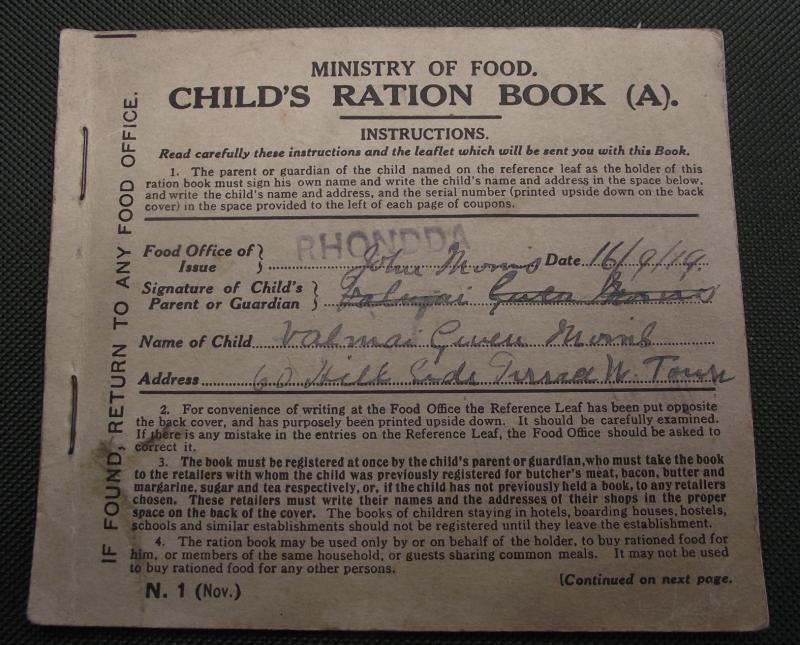 MINISTRY OF FOOD.
CHILD'S RATION BOOK (A).
INSTRUCTIONS.
Read carefully these instructions and the leaflet which will be sent you with this Book.
1. The parent or guardian of the child named on the reference leaf as the holder of this
ration book must sign his own name and write the child's name and address in the space below,
and write the child's name and address, and the serial number (printed upside down on the back
cover) in the space provided to the left of each page of coupons.
RHONDDA
Food Office of Issue } John Morris Date 16/9/19
Signature of Child's Parent or Guardian } Valmai Gwen Morris
Name of Child Valmai Gwen Morris
Address 60 Hill Side Terrace W. Town
2. For convenience of writing at the Food Office the Reference Leaf has been put opposite
the back cover, and has purposely been printed upside down. It should be carefully examined.
If there is any mistake in the entries on the Reference Leaf, the Food Office should be asked to
correct it.
3. The book must be registered at once by the child's parent or guardian, who must take the book
to the retailers with whom the child was previously registered for butcher's meat, bacon, butter and
margarine, sugar and tea respectively, or, if the child has not previously held a book, to any retailers
chosen. These retailers must write their names and the addresses of their shops in the proper
space on the back of the cover. The books of children staying in hotels, boarding houses, hostels,
schools and similar establishments should not be registered until they leave the establishment.
4. The ration book may be used only by or on behalf of the holder, to buy rationed food for
him, or members of the same household, or guests sharing common meals. It may not be used
to buy rationed food for any other persons.
N. 1 (Nov.)
[Continued on next page.
IF FOUND, RETURN TO ANY FOOD OFFICE.